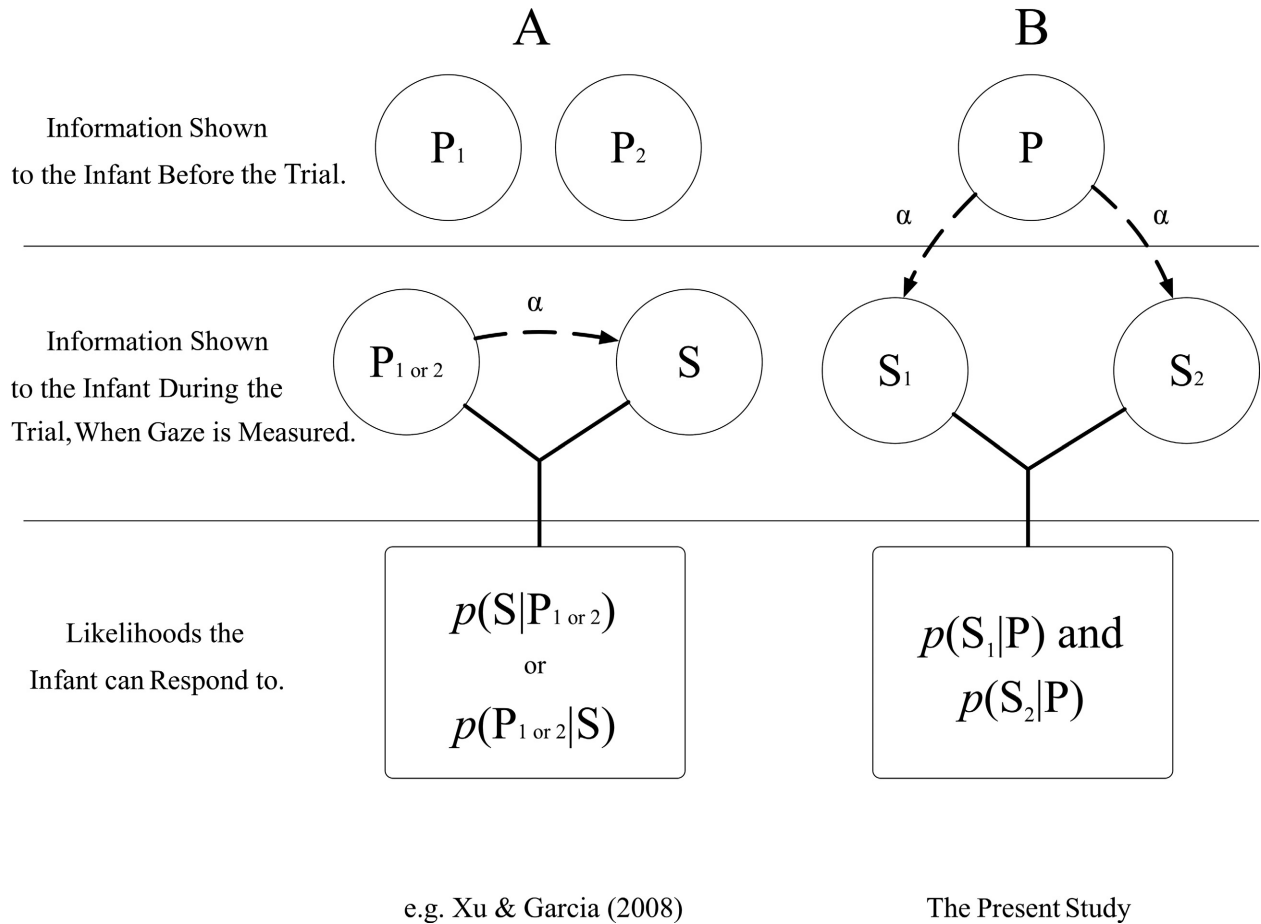 A
B
Information Shown
to the Infant Before the Trial.
P1
P2
P
α
α
Information Shown
to the Infant During the
Trial, When Gaze is Measured.
P1 or 2
α
S
S1
S2
Likelihoods the
Infant can Respond to.
p(S|P1 or 2)
or
p(P1 or 2|S)
p(S1|P) and
p(S2|P)
e.g. Xu & Garcia (2008)
The Present Study